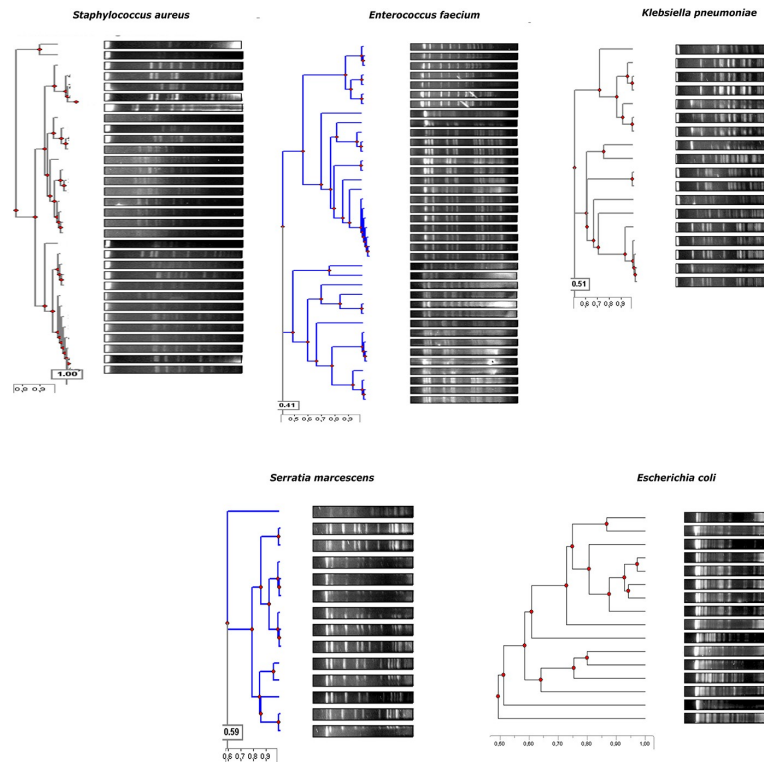 Staphylococcus aureus
Enterococcus faecium
Klebsiella pneumoniae
0.51
0,6 0,7 0,8 0,9
1.00
0,9 0,9
0.41
0,5 0,6 0,7 0,8 0,9
Serratia marcescens
Escherichia coli
0.59
0,6 0,7 0,8 0,9
0,50 0,60 0,70 0,80 0,90 1,00